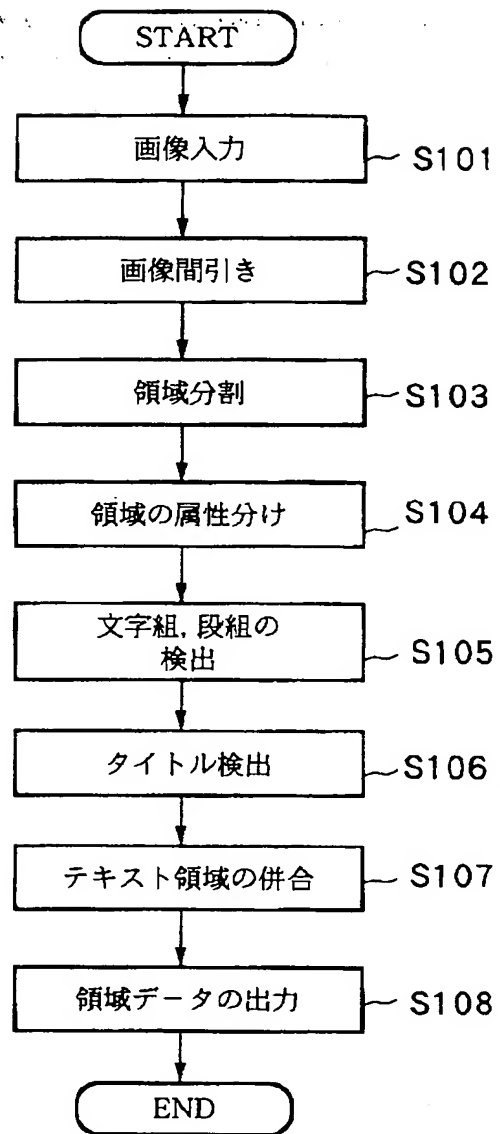 START
画像入力
S101
画像間引き
S102
領域分割
S103
領域の属性分け
S104
文字組, 段組の
検出
S105
タイトル検出
S106
テキスト領域の併合
S107
領域データの出力
S108
END